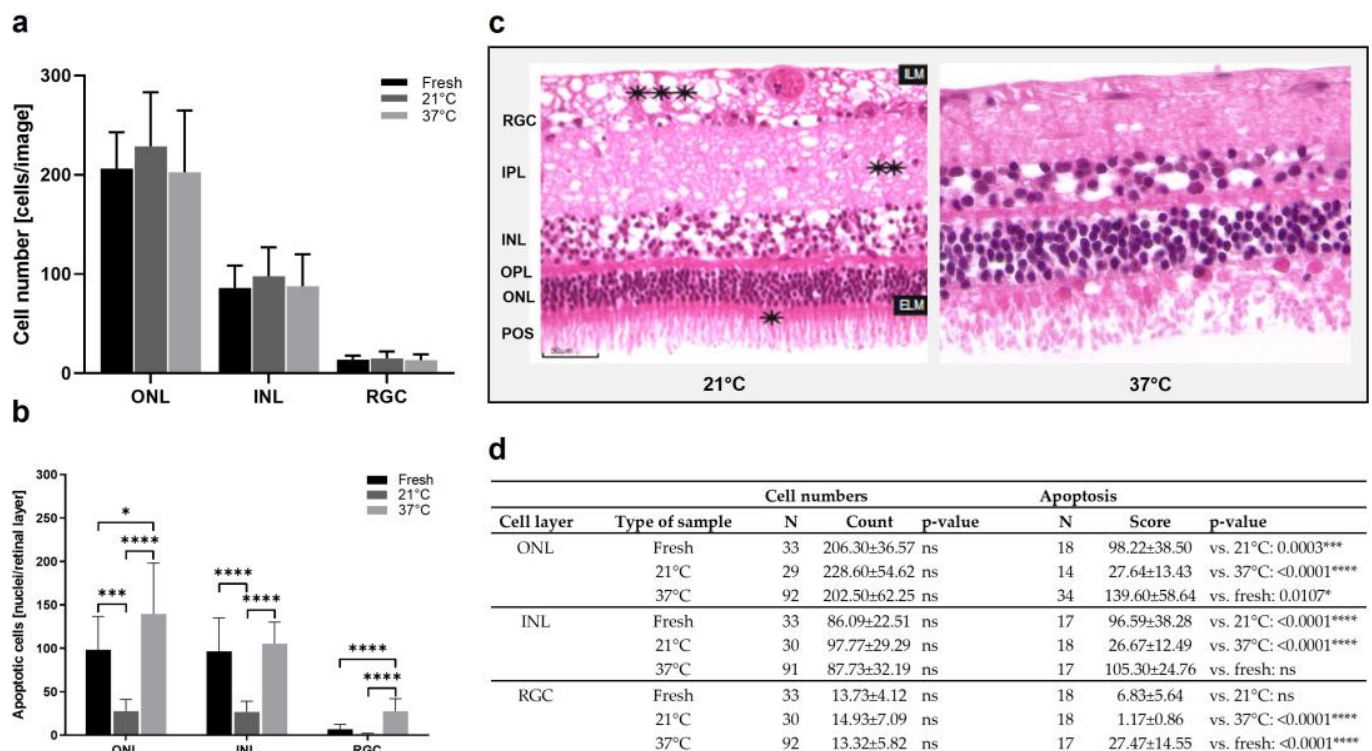 a
Cell number [cells/image]
300
200
100
0
Fresh
21°C
37°C
ONL INL RGC
b
Apoptotic cells [nuclei/retinal layer]
300
250
200
150
100
50
0
Fresh
21°C
37°C
* **** ***
**** ****
**** ****
ONL INL RGC
c
ILM
RGC
IPL
INL
OPL
ONL
ELM
POS
50µm
21°C 37°C
d
Cell numbers Apoptosis
Cell layer Type of sample N Count p-value N Score p-value
ONL Fresh 33 206.30±36.57 ns 18 98.22±38.50 vs. 21°C: 0.0003***
21°C 29 228.60±54.62 ns 14 27.64±13.43 vs. 37°C: <0.0001****
37°C 92 202.50±62.25 ns 34 139.60±58.64 vs. fresh: 0.0107*
INL Fresh 33 86.09±22.51 ns 17 96.59±38.28 vs. 21°C: <0.0001****
21°C 30 97.77±29.29 ns 18 26.67±12.49 vs. 37°C: <0.0001****
37°C 91 87.73±32.19 ns 17 105.30±24.76 vs. fresh: ns
RGC Fresh 33 13.73±4.12 ns 18 6.83±5.64 vs. 21°C: ns
21°C 30 14.93±7.09 ns 18 1.17±0.86 vs. 37°C: <0.0001****
37°C 92 13.32±5.82 ns 17 27.47±14.55 vs. fresh: <0.0001****